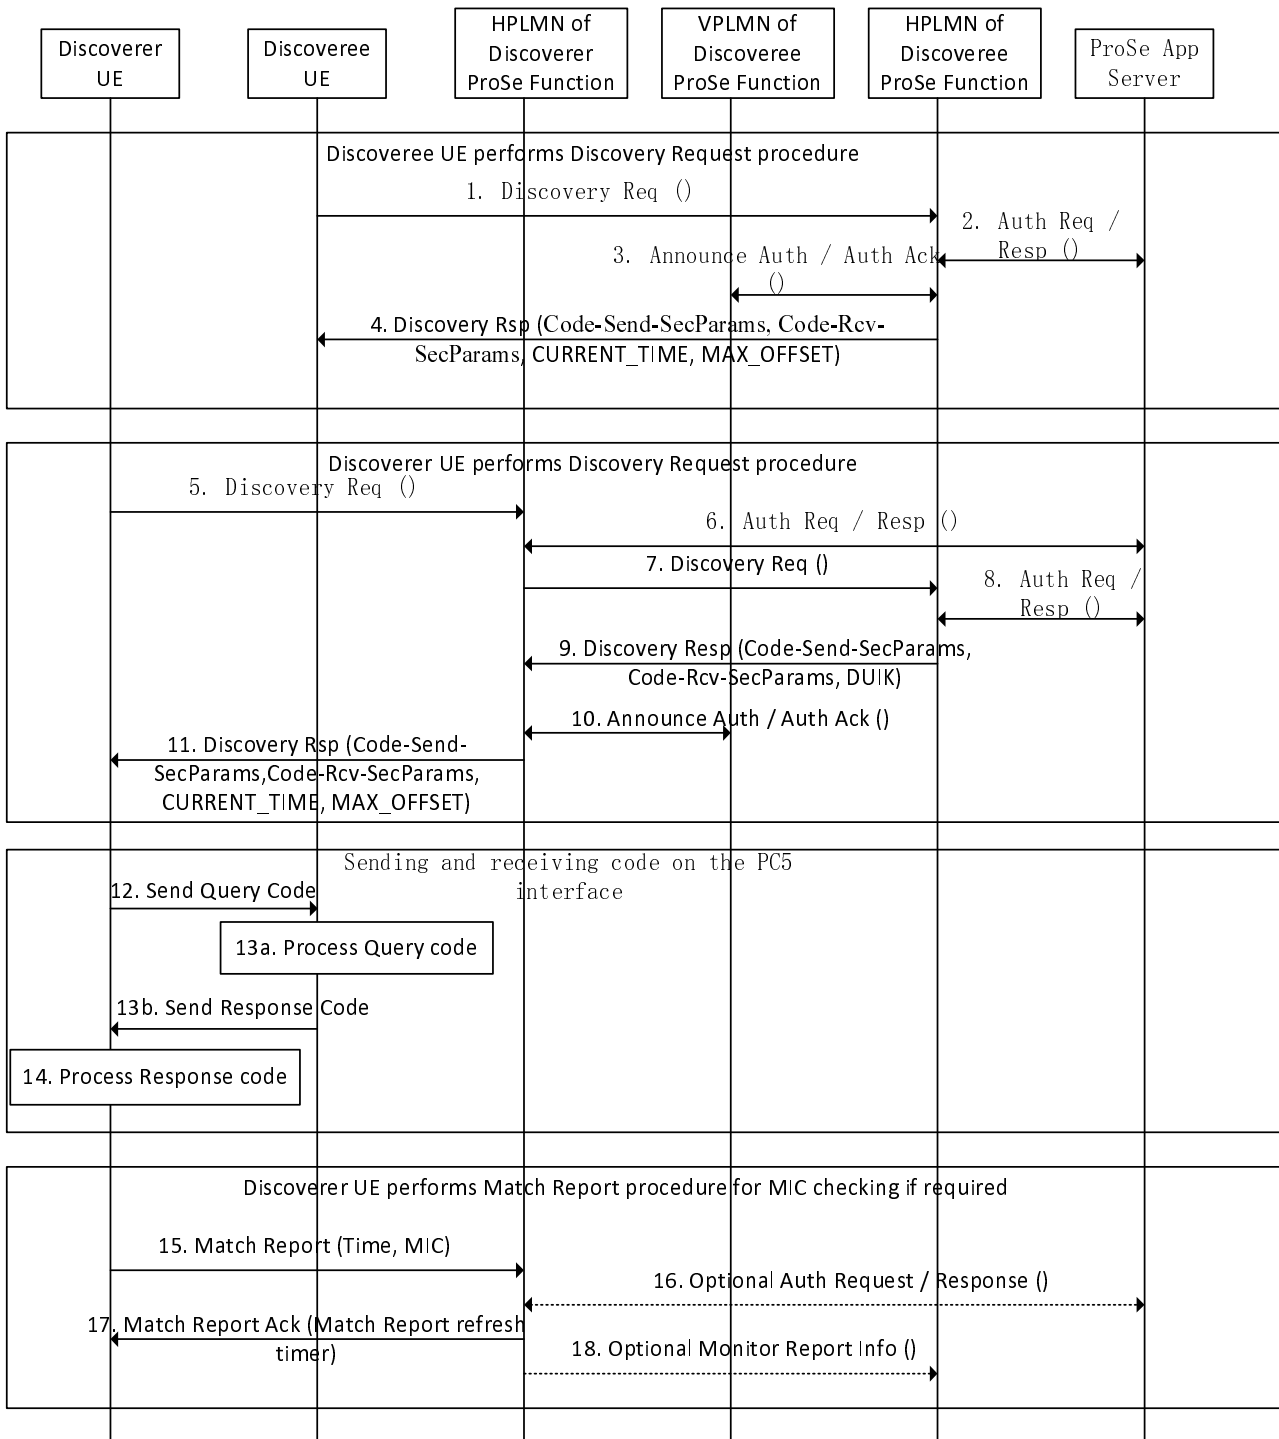 Discoverer
UE
Discoveree
UE
HPLMN of
Discoverer
ProSe Function
VPLMN of
Discoveree
ProSe Function
HPLMN of
Discoveree
ProSe Function
ProSe App
Server
Discoveree UE performs Discovery Request procedure
1. Discovery Req ()
2. Auth Req /
Resp ()
3. Announce Auth / Auth Ack
()
4. Discovery Rsp (Code-Send-SecParams, Code-Rcv-
SecParams, CURRENT_TIME, MAX_OFFSET)
Discoverer UE performs Discovery Request procedure
5. Discovery Req ()
6. Auth Req / Resp ()
7. Discovery Req ()
8. Auth Req /
Resp ()
9. Discovery Resp (Code-Send-SecParams,
Code-Rcv-SecParams, DUIK)
10. Announce Auth / Auth Ack ()
11. Discovery Rsp (Code-Send-
SecParams,Code-Rcv-SecParams,
CURRENT_TIME, MAX_OFFSET)
Sending and receiving code on the PC5
interface
12. Send Query Code
13a. Process Query code
13b. Send Response Code
14. Process Response code
Discoverer UE performs Match Report procedure for MIC checking if required
15. Match Report (Time, MIC)
16. Optional Auth Request / Response ()
17. Match Report Ack (Match Report refresh
timer)
18. Optional Monitor Report Info ()